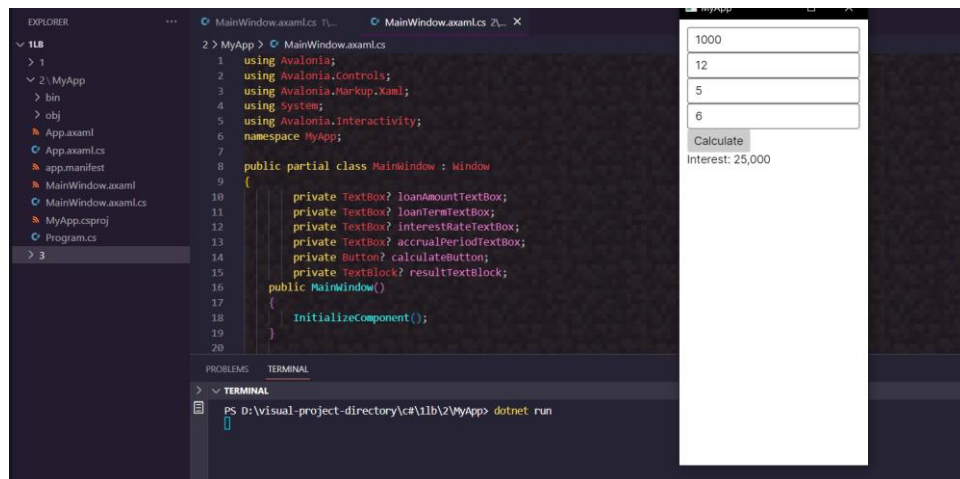 EXPLORER
1LB
1
2\MyApp
bin
obj
App.axaml
App.axaml.cs
app.manifest
MainWindow.axaml
MainWindow.axaml.cs
MyApp.csproj
Program.cs
3
MainWindow.axaml.cs 1\... MainWindow.axaml.cs 2\...
2 > MyApp > MainWindow.axaml.cs
1 using Avalonia;
2 using Avalonia.Controls;
3 using Avalonia.Markup.Xaml;
4 using System;
5 using Avalonia.Interactivity;
6 namespace MyApp;
7
8 public partial class MainWindow : Window
9 {
10 private TextBox? loanAmountTextBox;
11 private TextBox? loanTermTextBox;
12 private TextBox? interestRateTextBox;
13 private TextBox? accrualPeriodTextBox;
14 private Button? calculateButton;
15 private TextBlock? resultTextBlock;
16 public MainWindow()
17 {
18 InitializeComponent();
19 }
20
PROBLEMS TERMINAL
TERMINAL
PS D:\visual-project-directory\c#\1lb\2\MyApp> dotnet run
MyApp
1000
12
5
6
Calculate
Interest: 25,000